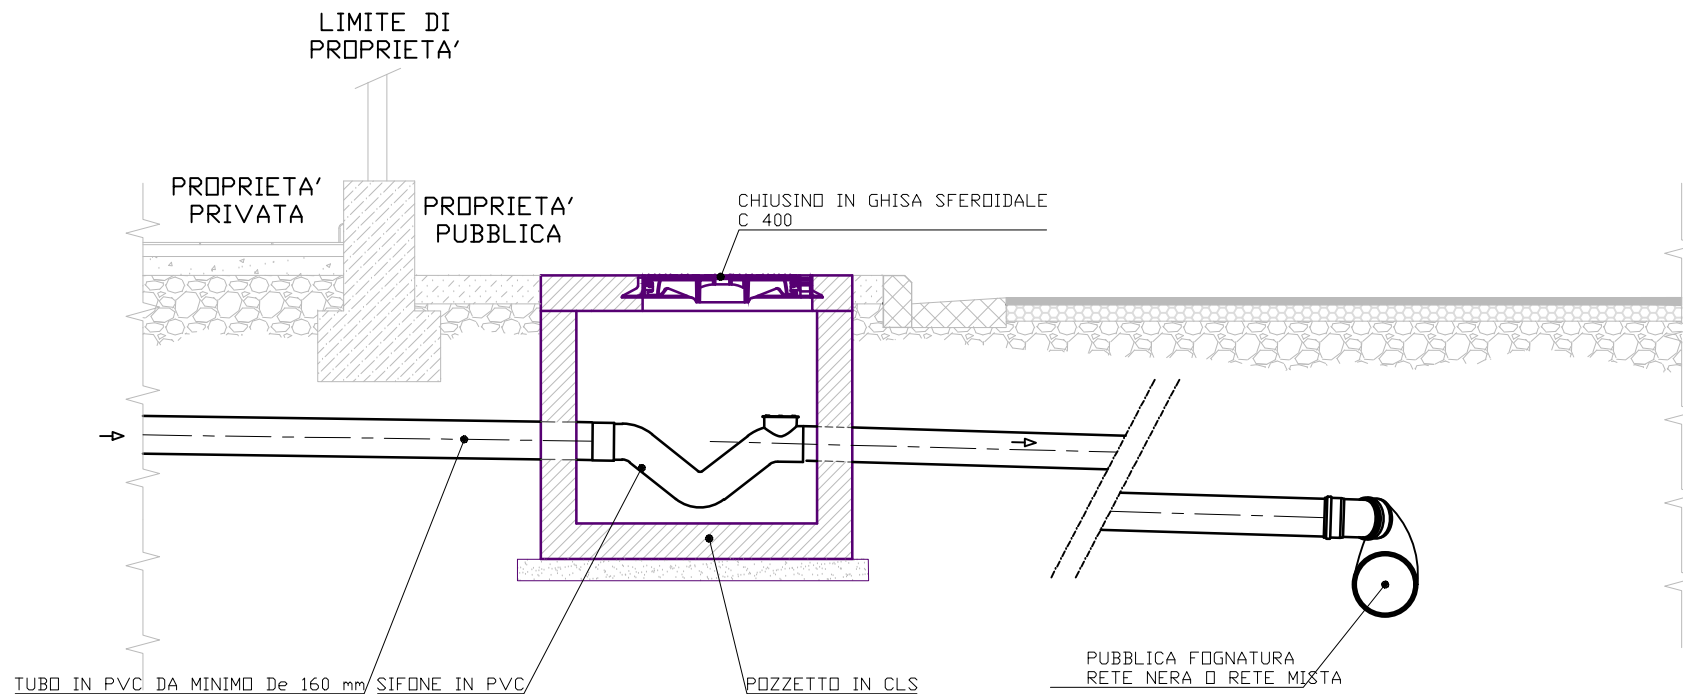 LIMITE DI
PROPRIETA'
PROPRIETA'
PRIVATA
PROPRIETA'
PUBBLICA
CHIUSINO IN GHISA SFEROIDALE
C 400
TUBO IN PVC DA MINIMO De 160 mm
SIFONE IN PVC
POZZETTO IN CLS
PUBBLICA FOGNATURA
RETE NERA O RETE MISTA